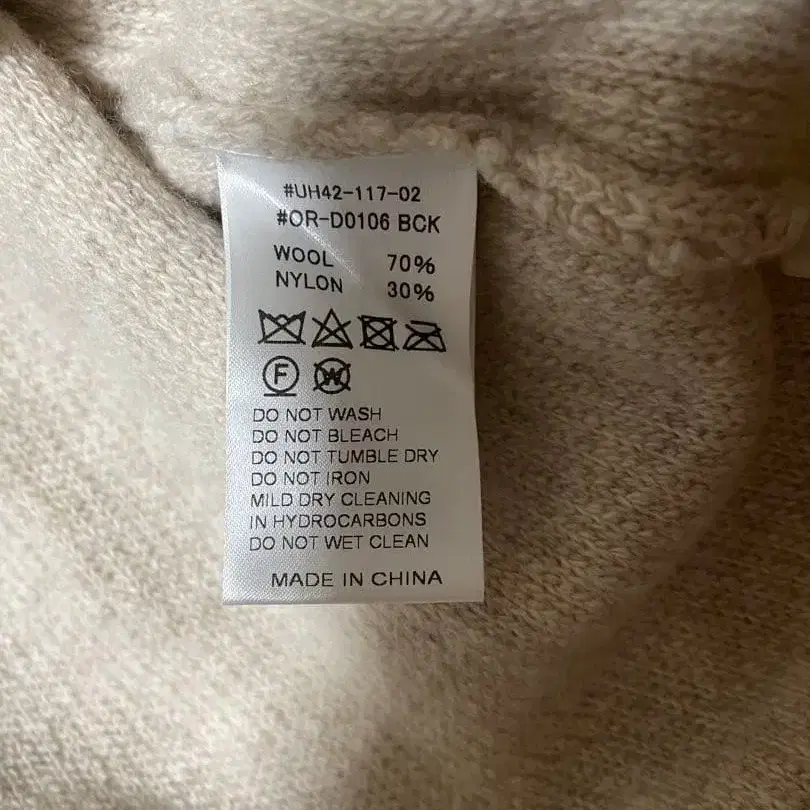 #UH42-117-02
#OR-D0106 BCK
WOOL 70%
NYLON 30%
F W
DO NOT WASH
DO NOT BLEACH
DO NOT TUMBLE DRY
DO NOT IRON
MILD DRY CLEANING
IN HYDROCARBONS
DO NOT WET CLEAN
MADE IN CHINA